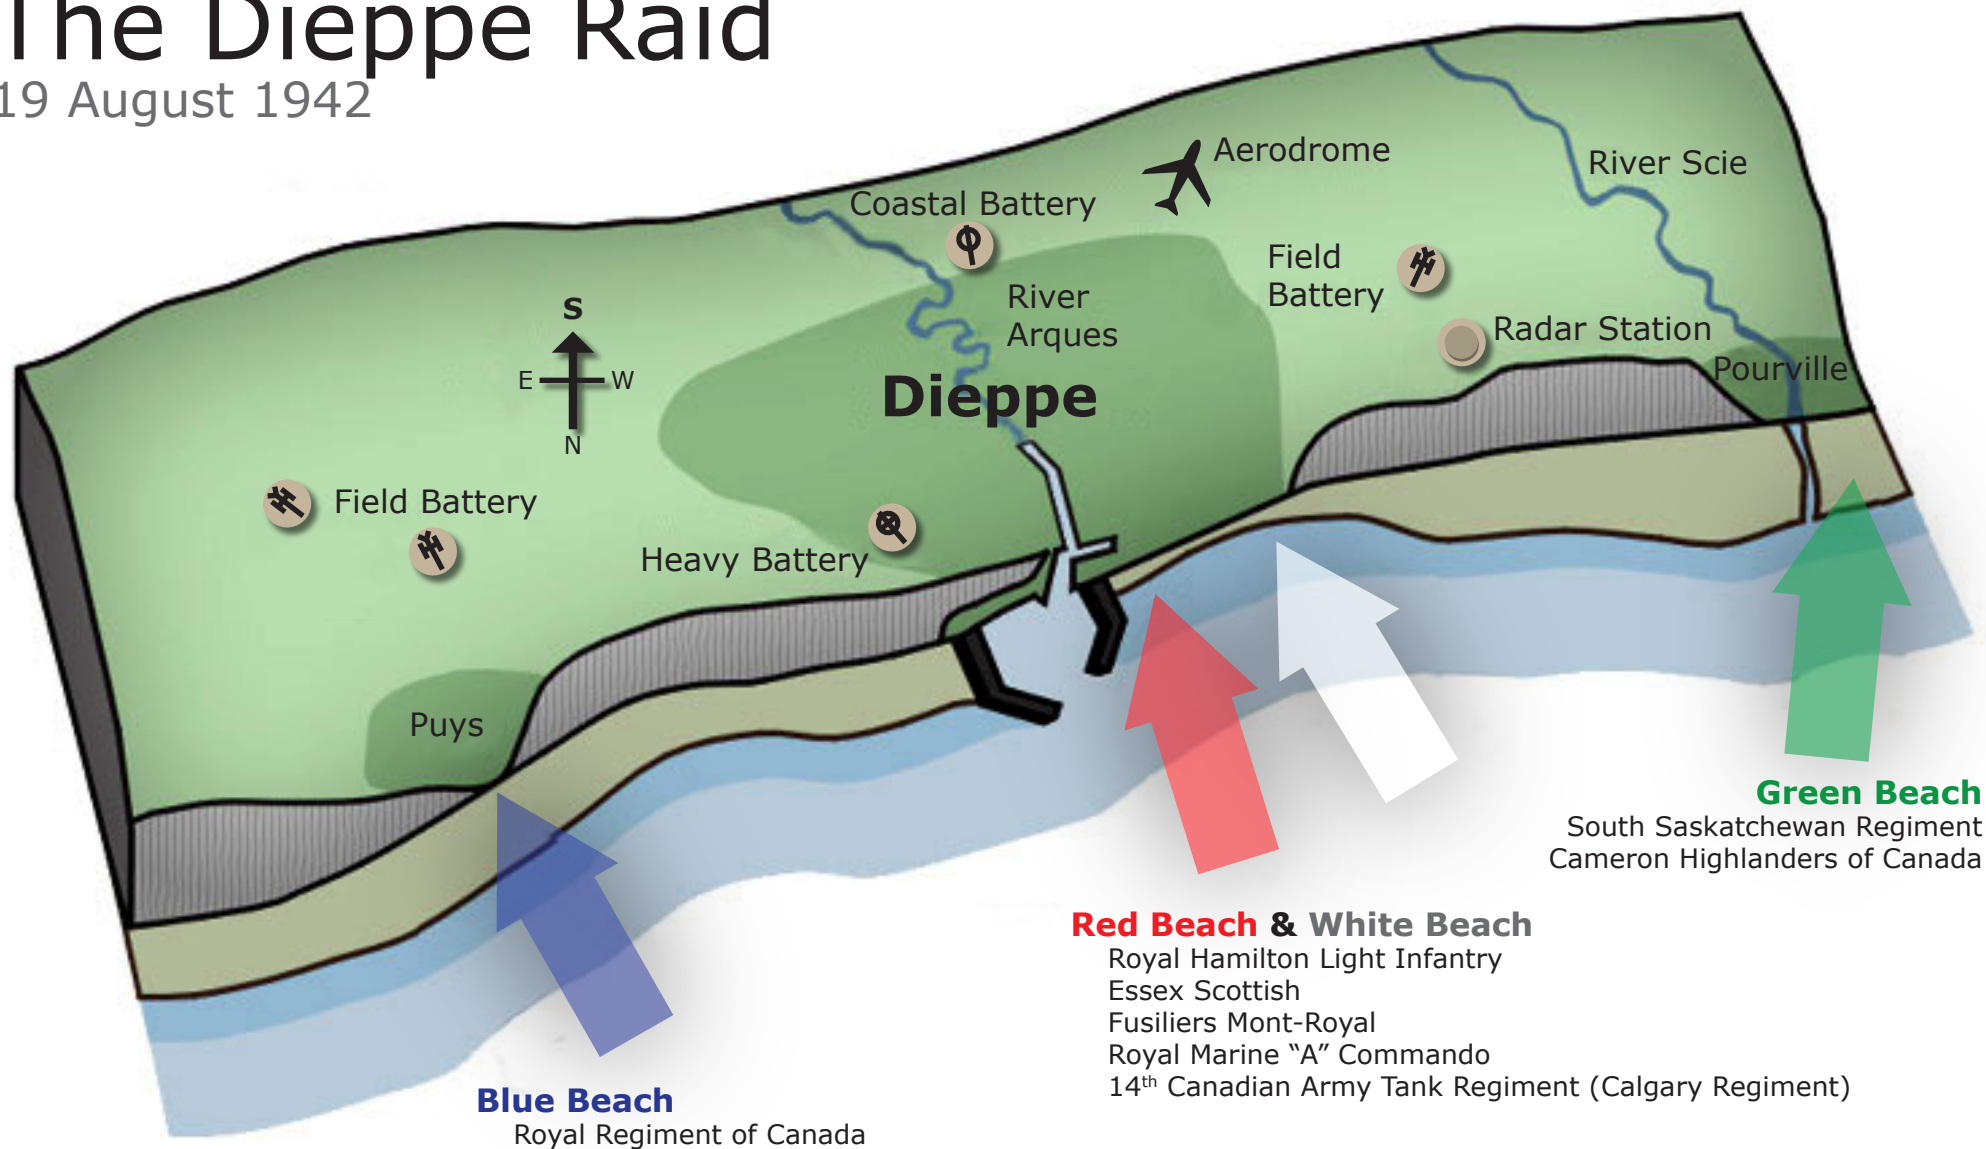 The Dieppe Raid
19 August 1942
Aerodrome
River Scie
Coastal Battery
Field
Battery
River
Arques
S
E W
N
Radar Station
Pourville
Dieppe
Field Battery
Heavy Battery
Puys
Green Beach
South Saskatchewan Regiment
Cameron Highlanders of Canada
Red Beach & White Beach
Royal Hamilton Light Infantry
Essex Scottish
Fusiliers Mont-Royal
Royal Marine “A” Commando
14th Canadian Army Tank Regiment (Calgary Regiment)
Blue Beach
Royal Regiment of Canada